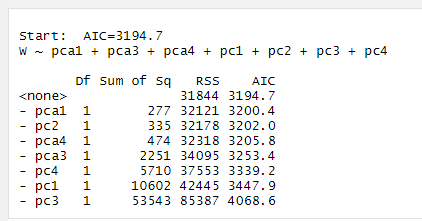 Start:  AIC=3194.7
W ~ pca1 + pca3 + pca4 + pc1 + pc2 + pc3 + pc4
       Df Sum of Sq   RSS    AIC
<none>              31844 3194.7
- pca1  1       277 32121 3200.4
- pc2   1       335 32178 3202.0
- pca4  1       474 32318 3205.8
- pca3  1      2251 34095 3253.4
- pc4   1      5710 37553 3339.2
- pc1   1     10602 42445 3447.9
- pc3   1     53543 85387 4068.6